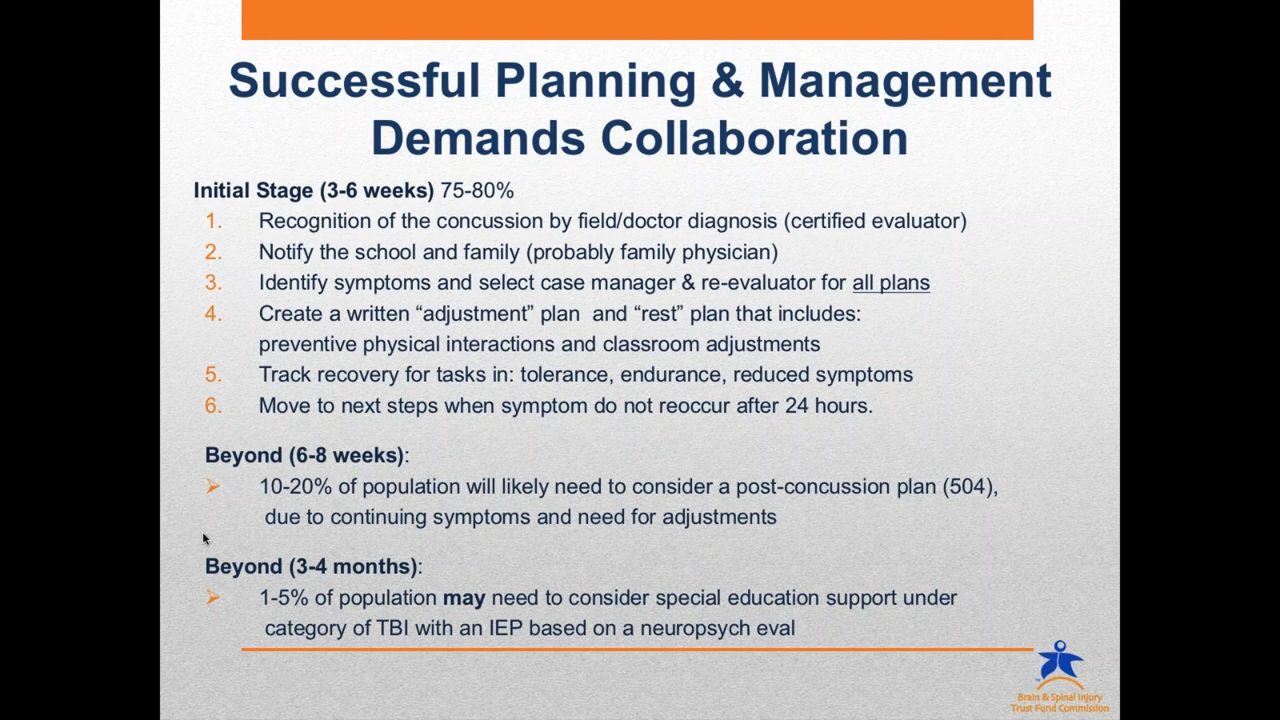 Successful Planning & Management
Demands Collaboration
Initial Stage (3-6 weeks) 75-80%
1. Recognition of the concussion by field/doctor diagnosis (certified evaluator)
2. Notify the school and family (probably family physician)
3. Identify symptoms and select case manager & re-evaluator for all plans
4. Create a written “adjustment” plan and “rest” plan that includes:
preventive physical interactions and classroom adjustments
5. Track recovery for tasks in: tolerance, endurance, reduced symptoms
6. Move to next steps when symptom do not reoccur after 24 hours.
Beyond (6-8 weeks):
➢ 10-20% of population will likely need to consider a post-concussion plan (504),
due to continuing symptoms and need for adjustments
Beyond (3-4 months):
➢ 1-5% of population may need to consider special education support under
category of TBI with an IEP based on a neuropsych eval
Brain & Spinal Injury
Trust Fund Commission